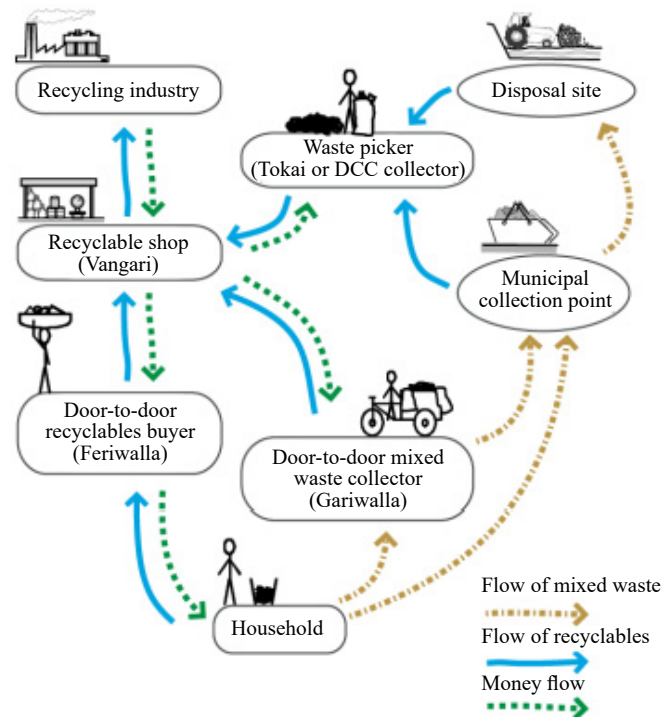 Recycling industry
Disposal site
Waste picker
(Tokai or DCC collector)
Recyclable shop
(Vangari)
Municipal
collection point
Door-to-door
recyclables buyer
(Feriwalla)
Door-to-door mixed
waste collector
(Gariwalla)
Household
Flow of mixed waste
Flow of recyclables
Money flow